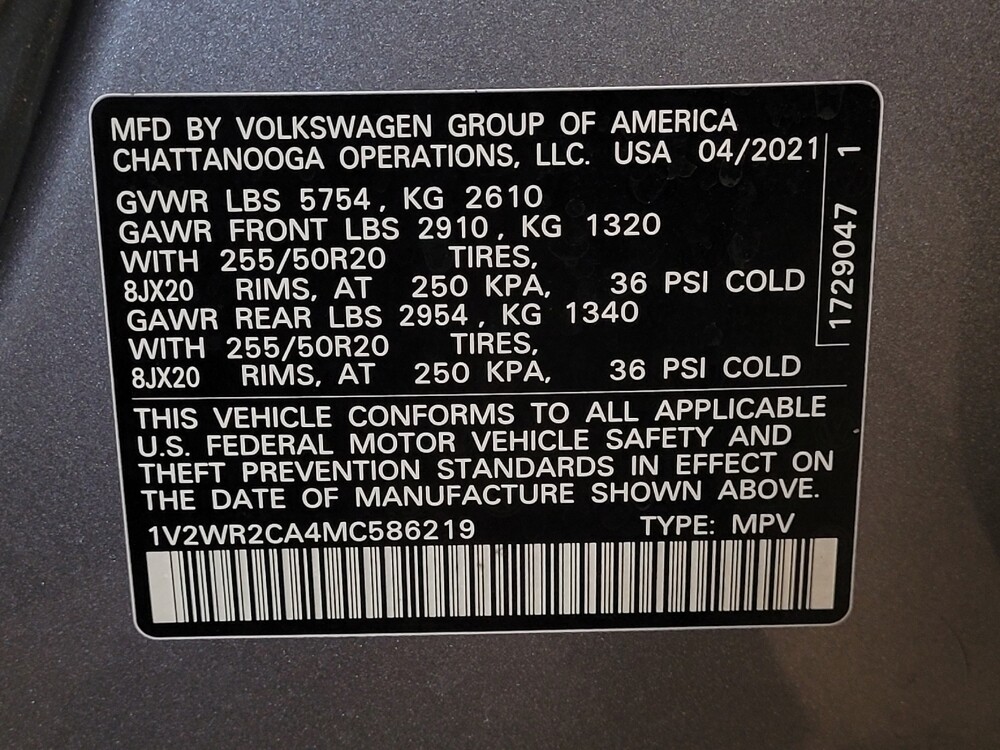 MFD BY VOLKSWAGEN GROUP OF AMERICA
CHATTANOOGA OPERATIONS, LLC. USA 04/2021
GVWR LBS 5754, KG 2610
GAWR FRONT LBS 2910, KG 1320
WITH 255/50R20 TIRES,
8JX20 RIMS, AT 250 KPA, 36 PSI COLD
GAWR REAR LBS 2954, KG 1340
WITH 255/50R20 TIRES,
8JX20 RIMS, AT 250 KPA, 36 PSI COLD
1729047 1
THIS VEHICLE CONFORMS TO ALL APPLICABLE
U.S. FEDERAL MOTOR VEHICLE SAFETY AND
THEFT PREVENTION STANDARDS IN EFFECT ON
THE DATE OF MANUFACTURE SHOWN ABOVE.
1V2WR2CA4MC586219 TYPE: MPV